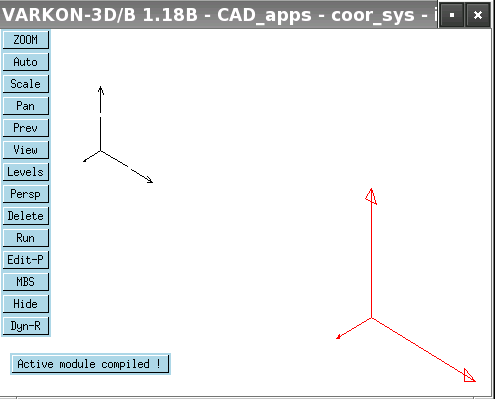 VARKON-3D/B 1.18B - CAD_apps - coor_sys -
ZOOM
Auto
Scale
Pan
Prev
View
Levels
Persp
Delete
Run
Edit-P
MBS
Hide
Dyn-R
Active module compiled !